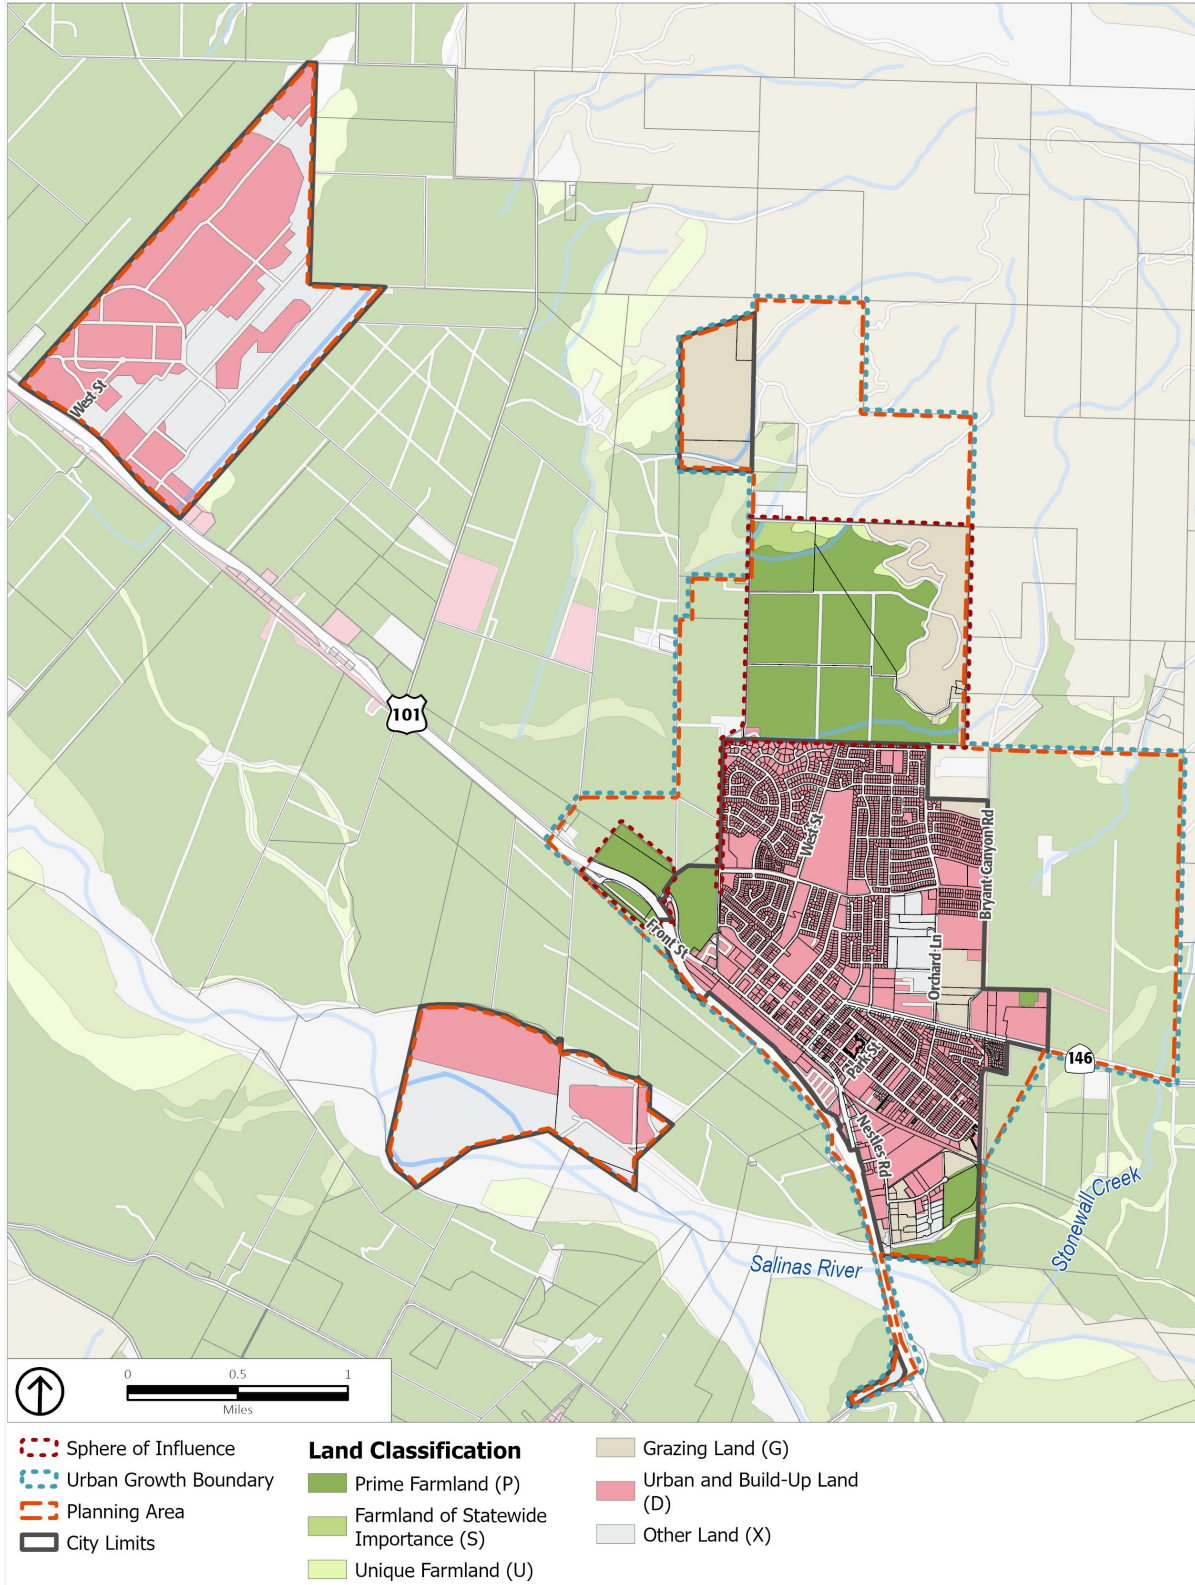 West St
101
West St
Bryant Canyon Rd
Front St
Orchard Ln
Park St
146
Nestles Rd
Stonewall Creek
Salinas River
0 0.5 1
Miles
Sphere of Influence
Urban Growth Boundary
Planning Area
City Limits
Land Classification
Prime Farmland (P)
Farmland of Statewide
Importance (S)
Unique Farmland (U)
Grazing Land (G)
Urban and Build-Up Land
(D)
Other Land (X)